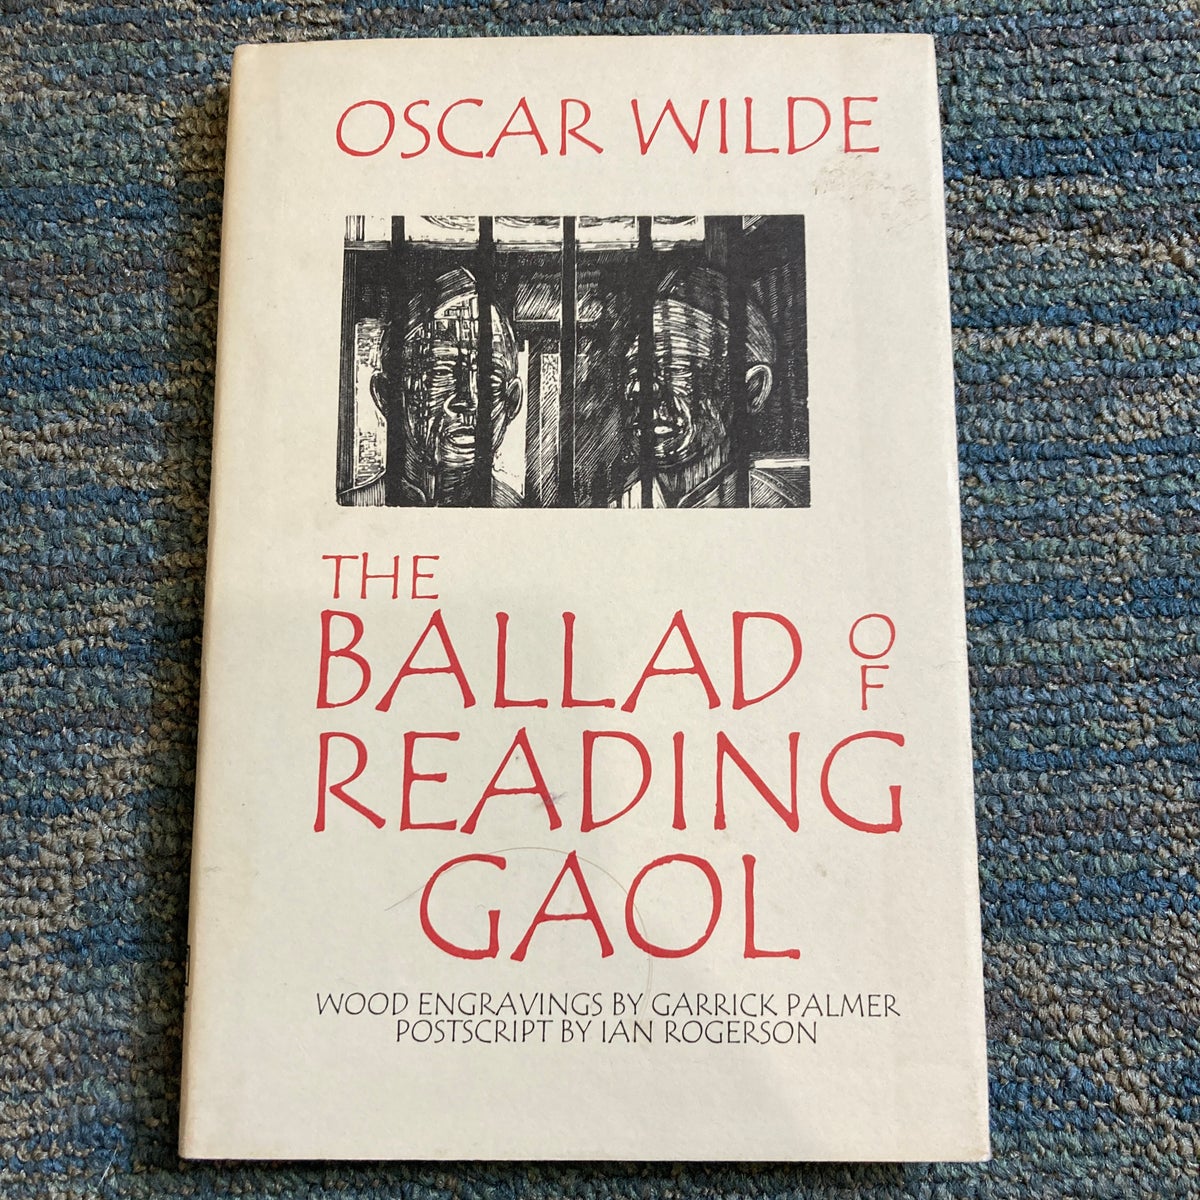 OSCAR WILDE
THE
BALLAD OF
READING
GAOL
WOOD ENGRAVINGS BY GARRICK PALMER
POSTSCRIPT BY IAN ROGERSON